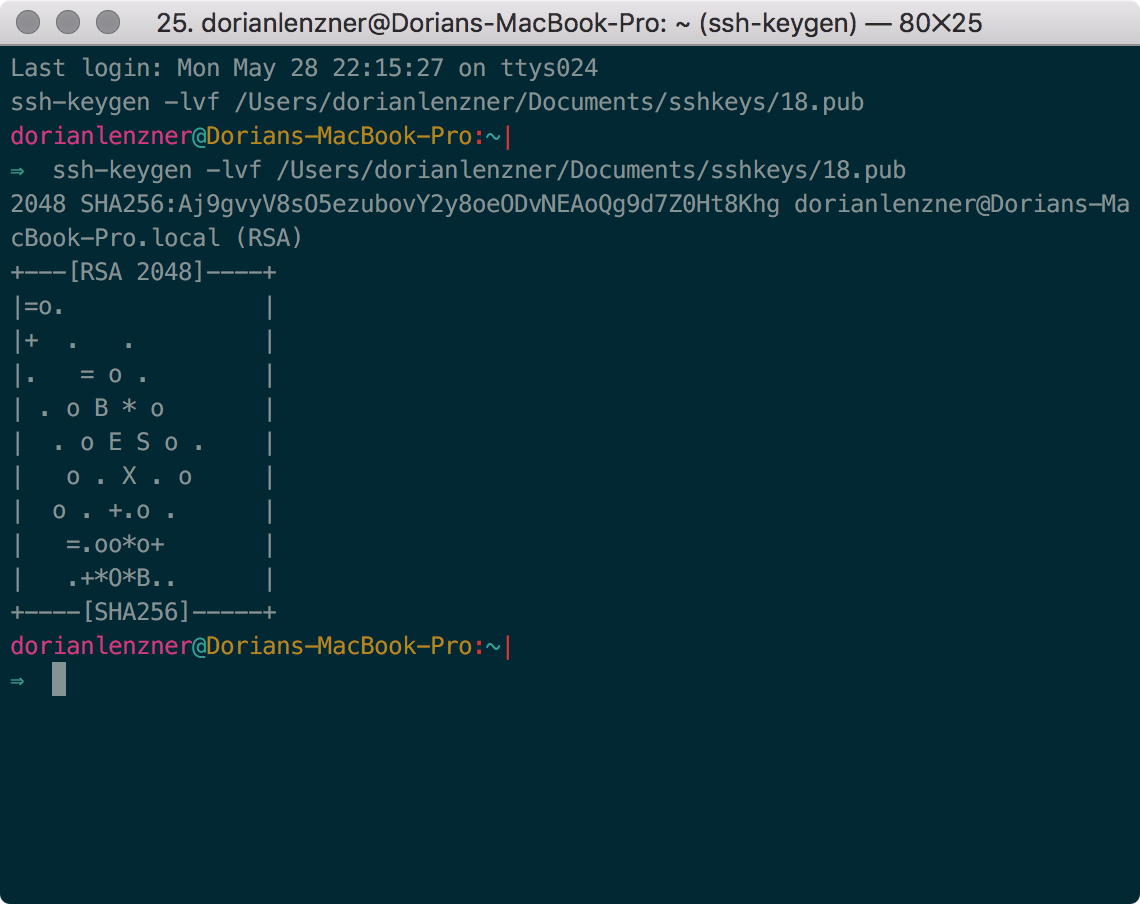 25. dorianlenzner@Dorians-MacBook-Pro: ~ (ssh-keygen) — 80✕25
Last login: Mon May 28 22:15:27 on ttys024
ssh-keygen -lvf /Users/dorianlenzner/Documents/sshkeys/18.pub
dorianlenzner@Dorians-MacBook-Pro:~|
⇒  ssh-keygen -lvf /Users/dorianlenzner/Documents/sshkeys/18.pub
2048 SHA256:Aj9gvyV8sO5ezubovY2y8oeODvNEAoQg9d7Z0Ht8Khg dorianlenzner@Dorians-Ma
cBook-Pro.local (RSA)
+---[RSA 2048]----+
|=o.              |
|+  .   .         |
|.   = o .        |
| . o B * o       |
|  . o E S o .    |
|   o . X . o     |
|  o . +.o .      |
|   =.oo*o+       |
|   .+*O*B..      |
+----[SHA256]-----+
dorianlenzner@Dorians-MacBook-Pro:~|
⇒